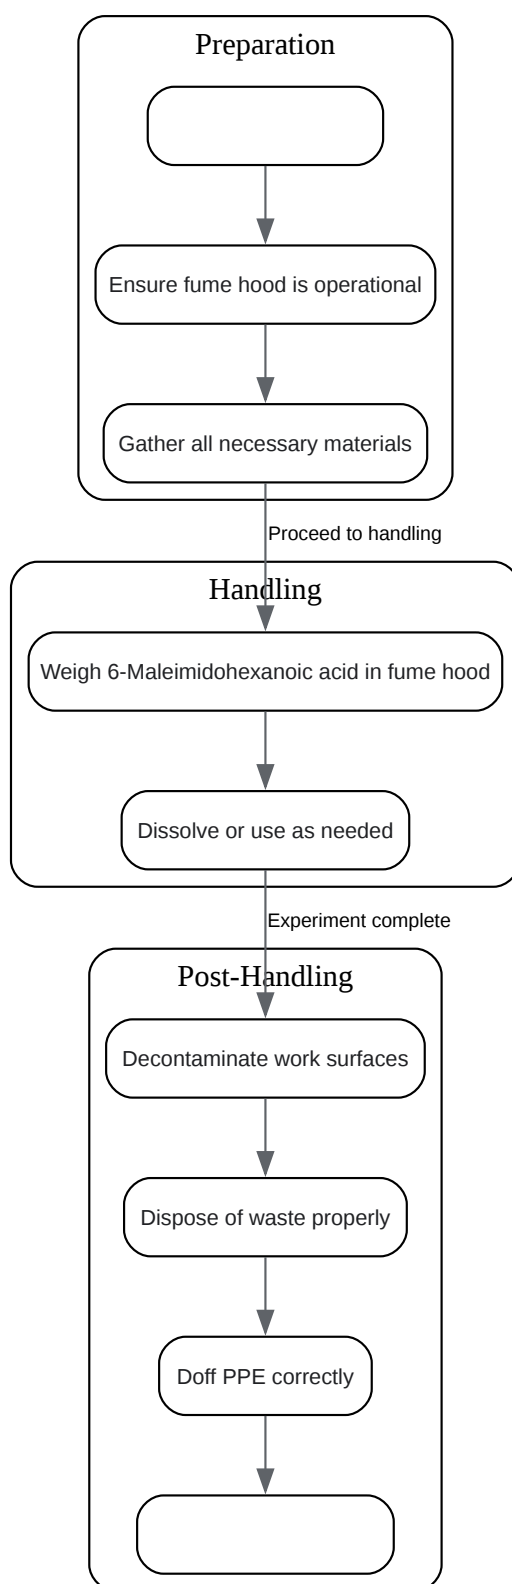 Preparation
Ensure fume hood is operational
Gather all necessary materials
Proceed to handling
Handling
Weigh 6-Maleimidohexanoic acid in fume hood
Dissolve or use as needed
Experiment complete
Post-Handling
Decontaminate work surfaces
Dispose of waste properly
Doff PPE correctly